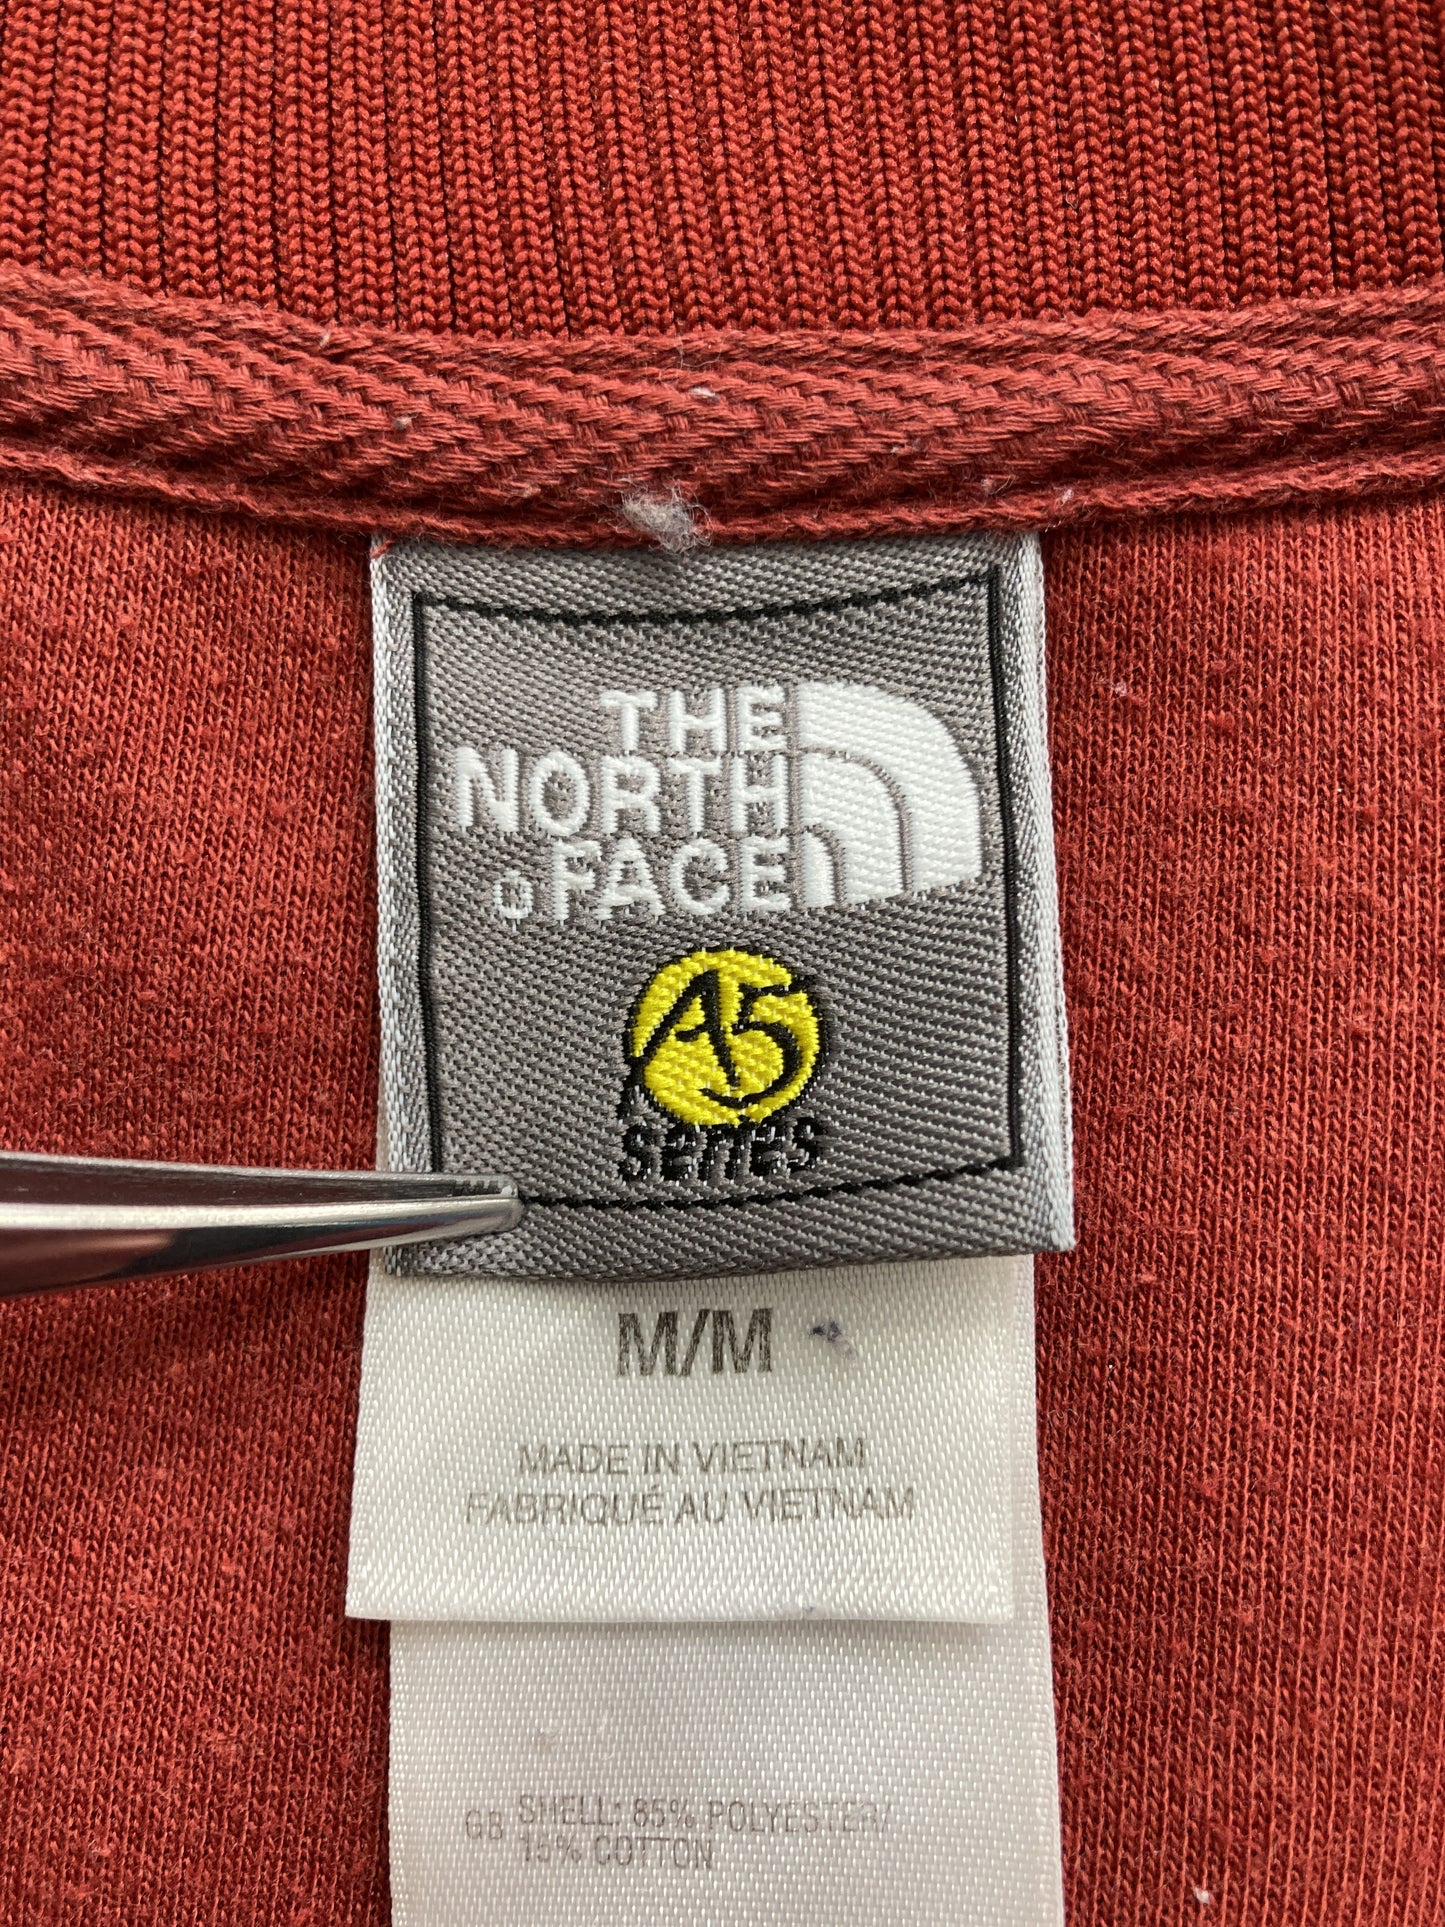 THE
NORTH
FACE
A5
series
M/M
MADE IN VIETNAM
FABRIQUÉ AU VIETNAM
GB SHELL: 85% POLYESTER/
15% COTTON